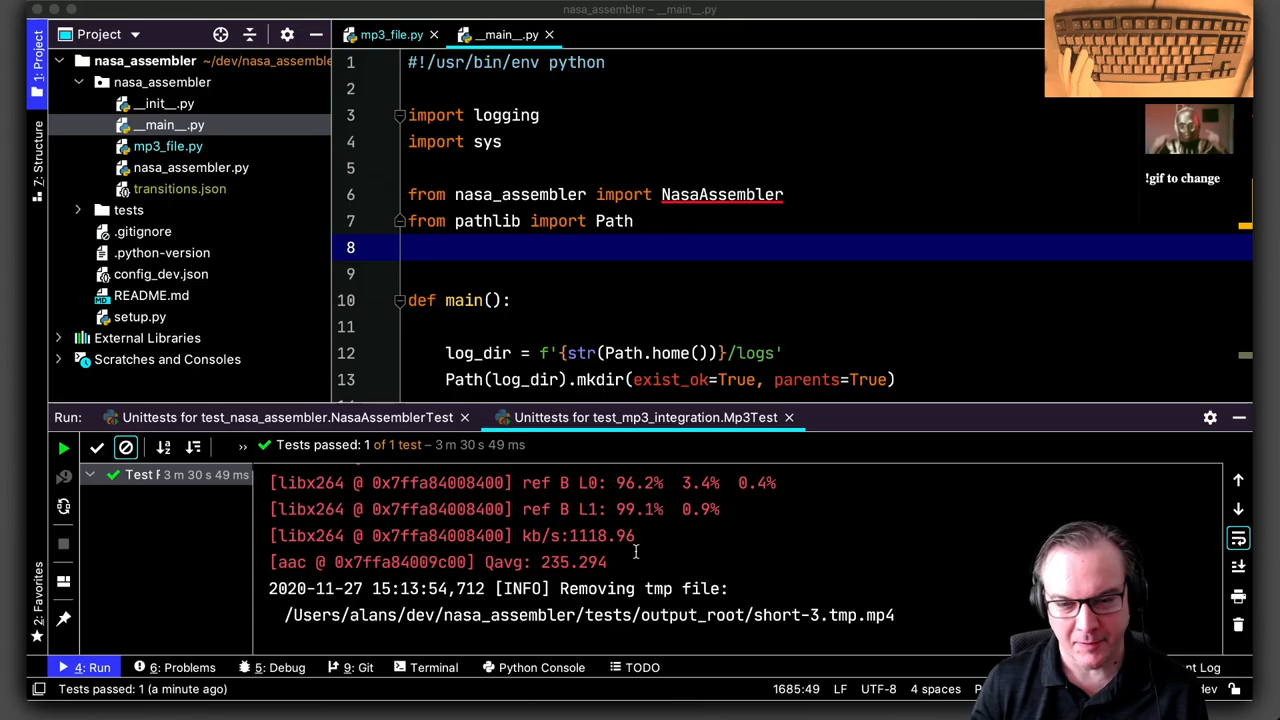 nasa_assembler – __main__.py
1: Project
7: Structure
2: Favorites
Project
nasa_assembler ~/dev/nasa_assemble
nasa_assembler
__init__.py
__main__.py
mp3_file.py
nasa_assembler.py
transitions.json
tests
.gitignore
.python-version
config_dev.json
README.md
setup.py
External Libraries
Scratches and Consoles
mp3_file.py
__main__.py
1 #!/usr/bin/env python
2
3 import logging
4 import sys
5
6 from nasa_assembler import NasaAssembler
7 from pathlib import Path
8
9
10 def main():
11
12 log_dir = f'{str(Path.home())}/logs'
13 Path(log_dir).mkdir(exist_ok=True, parents=True)
!gif to change
Run: Unittests for test_nasa_assembler.NasaAssemblerTest Unittests for test_mp3_integration.Mp3Test
» Tests passed: 1 of 1 test – 3 m 30 s 49 ms
Test F 3 m 30 s 49 ms
[libx264 @ 0x7ffa84008400] ref B L0: 96.2% 3.4% 0.4%
[libx264 @ 0x7ffa84008400] ref B L1: 99.1% 0.9%
[libx264 @ 0x7ffa84008400] kb/s:1118.96
[aac @ 0x7ffa84009c00] Qavg: 235.294
2020-11-27 15:13:54,712 [INFO] Removing tmp file:
/Users/alans/dev/nasa_assembler/tests/output_root/short-3.tmp.mp4
4: Run 6: Problems 5: Debug 9: Git Terminal Python Console TODO nt Log
Tests passed: 1 (a minute ago) 1685:49 LF UTF-8 4 spaces P dev